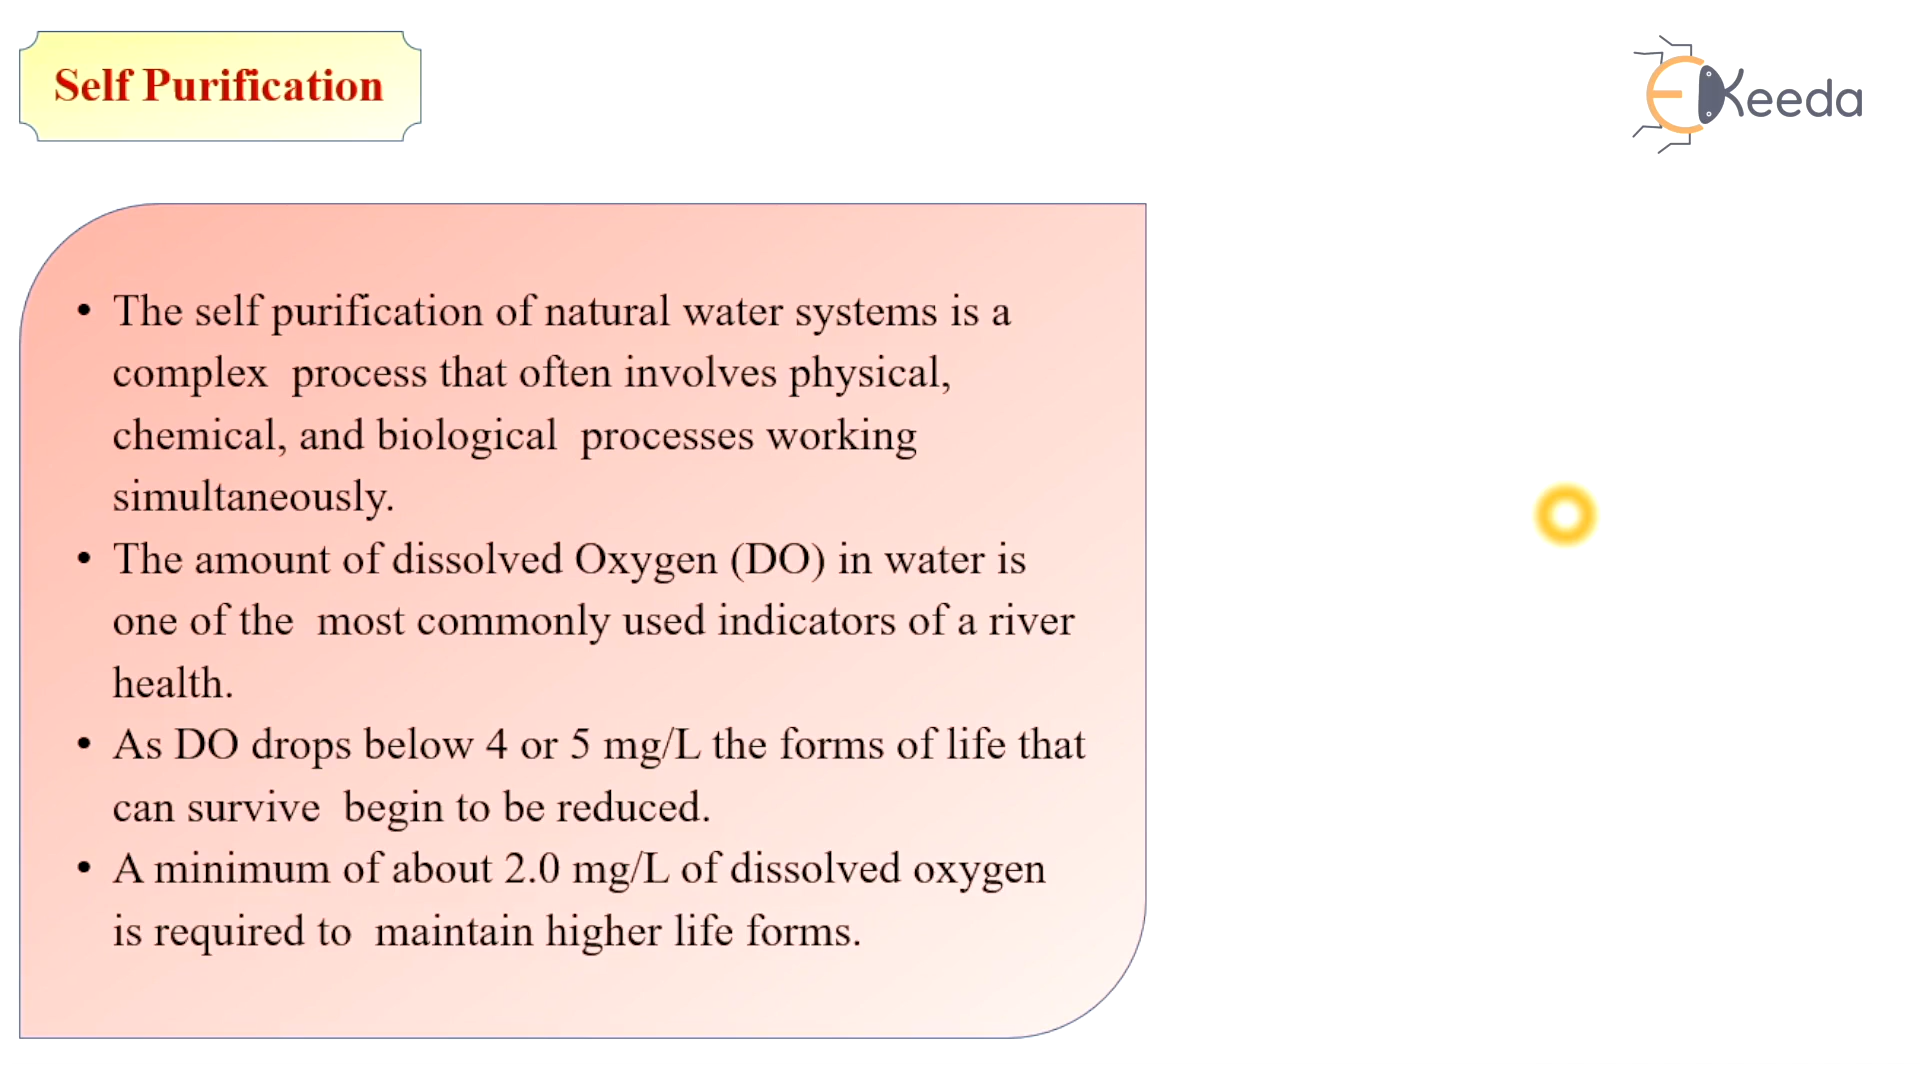 Self Purification
EKeeda
• The self purification of natural water systems is a
complex process that often involves physical,
chemical, and biological processes working
simultaneously.
• The amount of dissolved Oxygen (DO) in water is
one of the most commonly used indicators of a river
health.
• As DO drops below 4 or 5 mg/L the forms of life that
can survive begin to be reduced.
• A minimum of about 2.0 mg/L of dissolved oxygen
is required to maintain higher life forms.